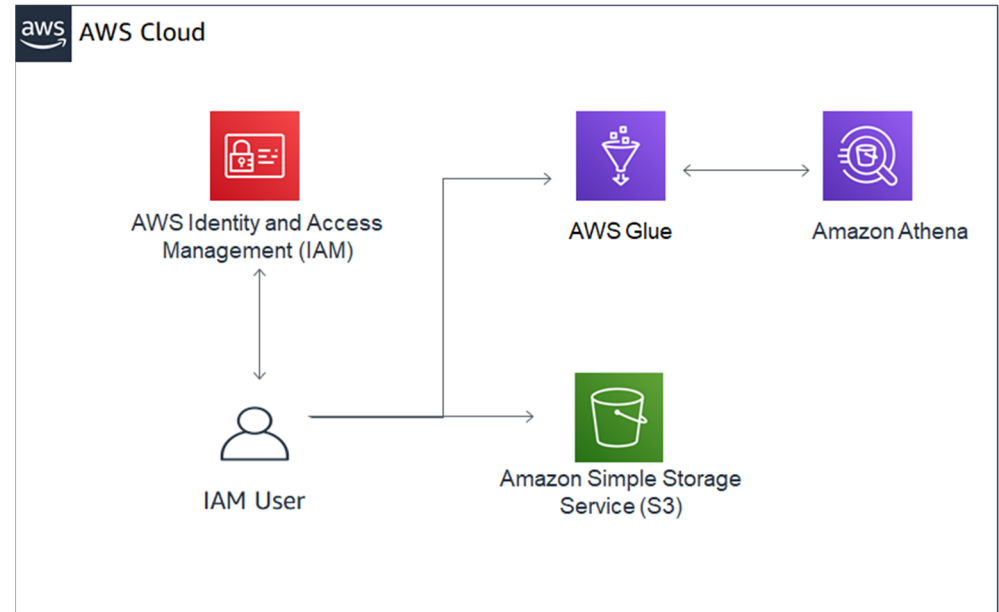 aws
AWS Cloud
AWS Identity and Access
Management (IAM)
AWS Glue
Amazon Athena
IAM User
Amazon Simple Storage
Service (S3)